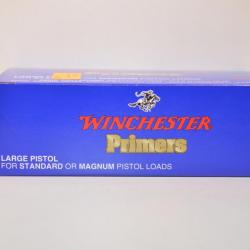 WINCHESTER
Primers
LARGE PISTOL
FOR STANDARD OR MAGNUM PISTOL LOADS